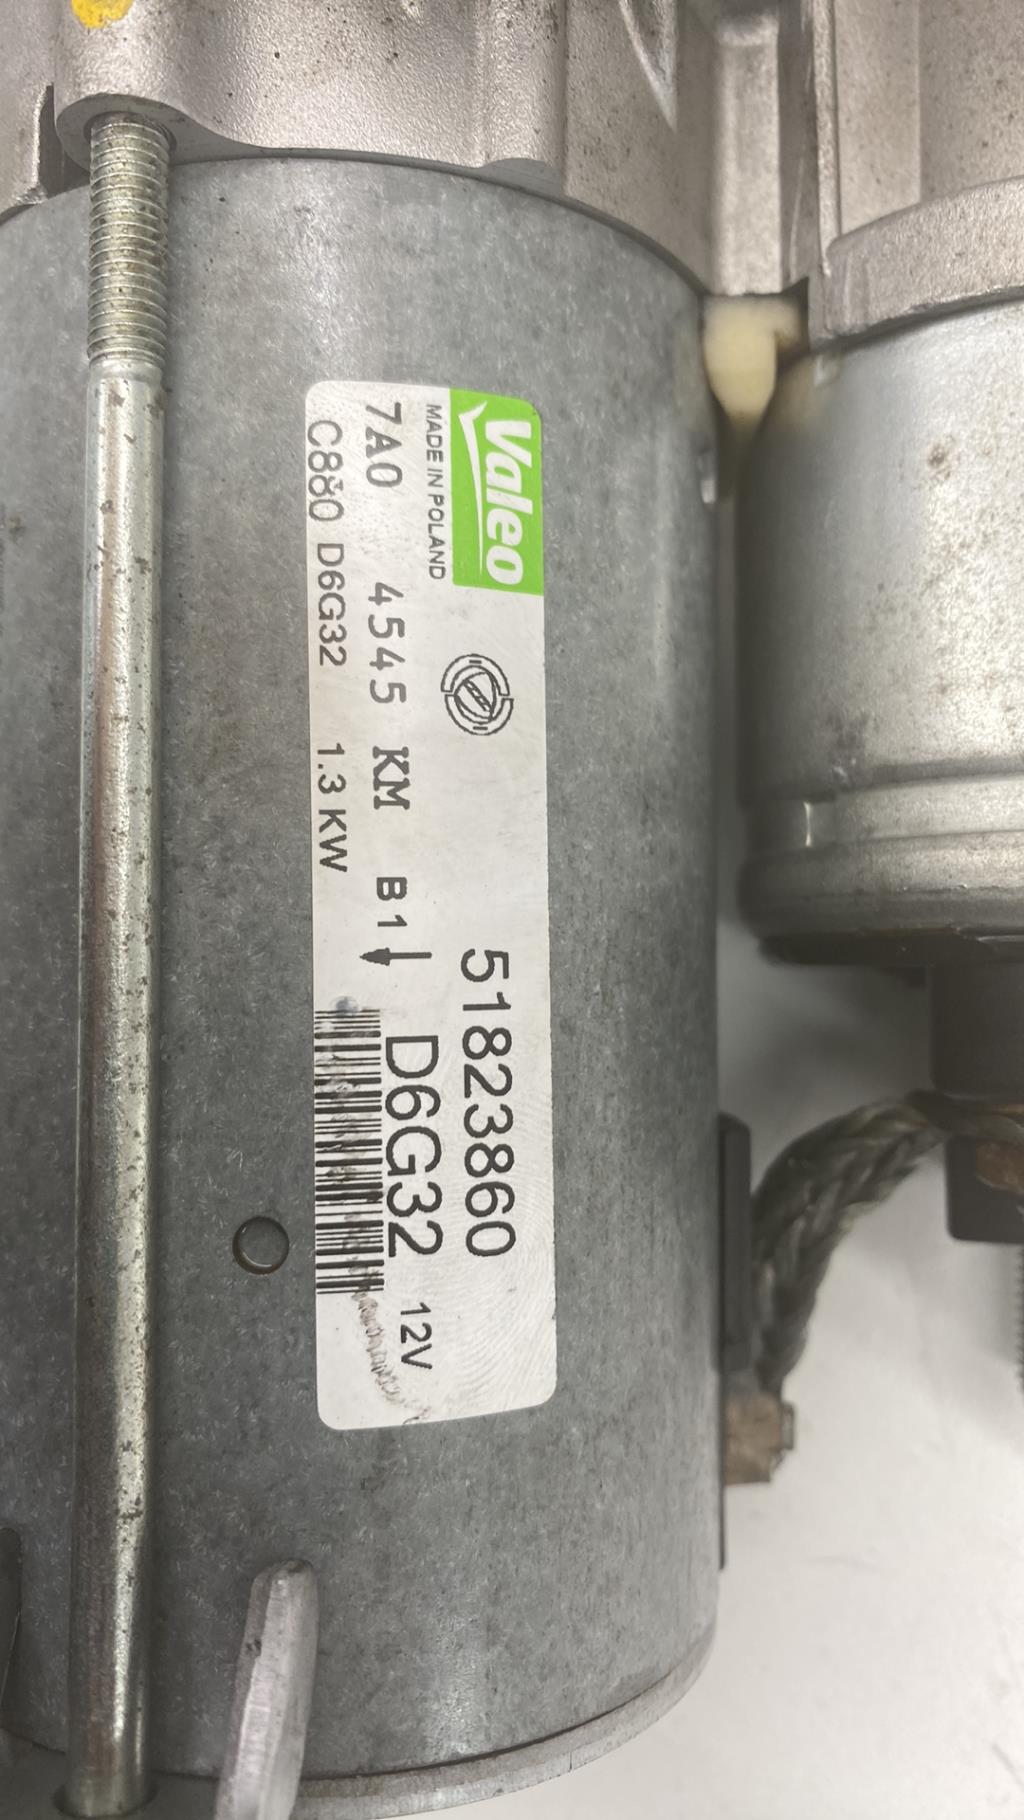 Valeo
MADE IN POLAND
51823860
7A0 4545 KM B1
D6G32 12V
C880 D6G32 1.3 KW